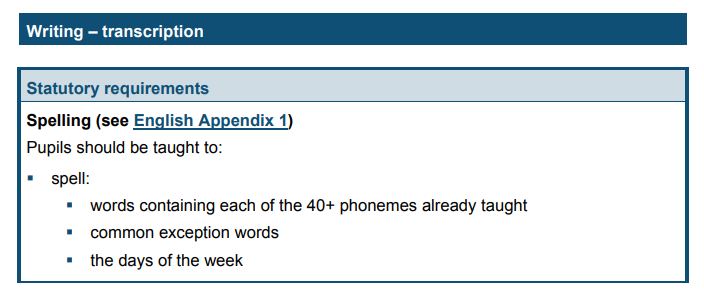 Writing – transcription
Statutory requirements
Spelling (see English Appendix 1)
Pupils should be taught to:
▪ spell:
▪ words containing each of the 40+ phonemes already taught
▪ common exception words
▪ the days of the week